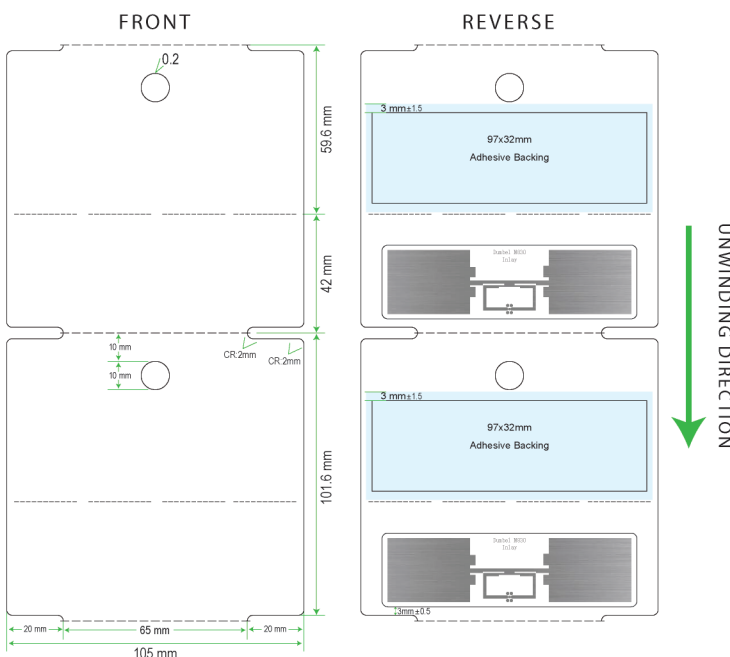 FRONT
REVERSE
0.2
59.6 mm
42 mm
10 mm
10 mm
CR:2mm
CR:2mm
101.6 mm
20 mm
65 mm
20 mm
105 mm
3 mm±1.5
97x32mm
Adhesive Backing
Inlay
3 mm±1.5
97x32mm
Adhesive Backing
Inlay
3mm±0.5
UNWINDING DIRECTION